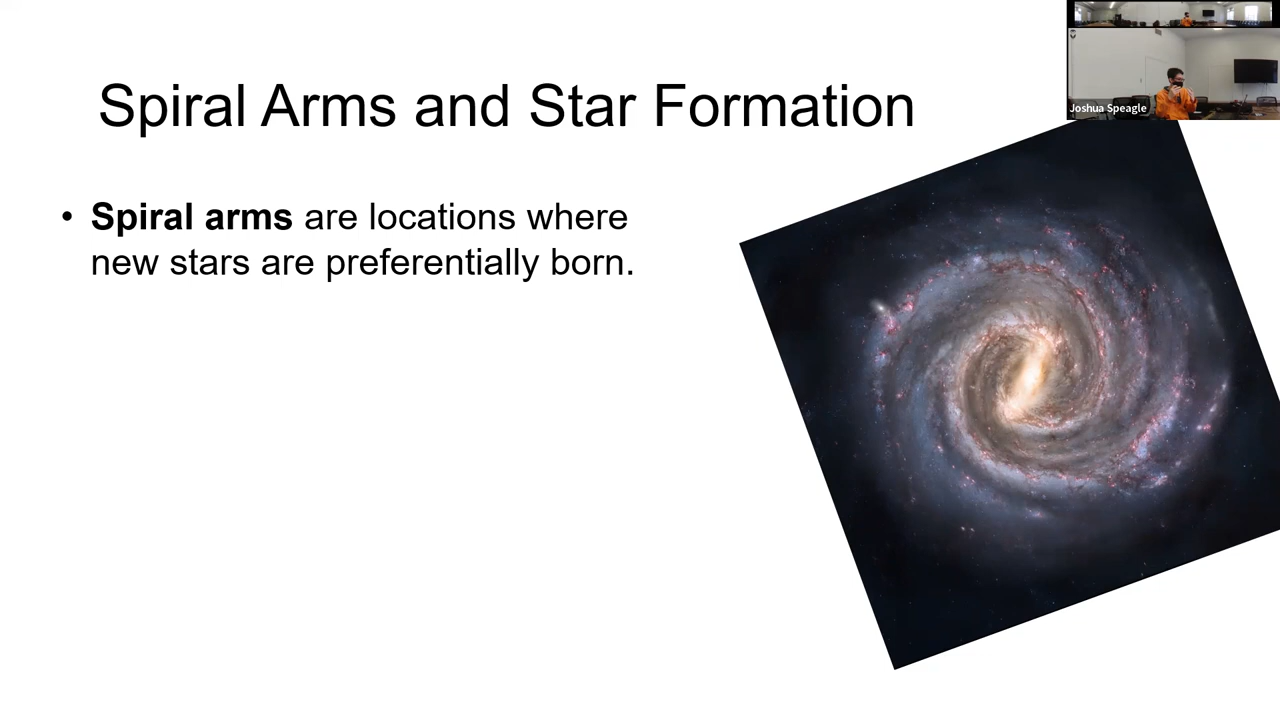 Spiral Arms and Star Formation
• Spiral arms are locations where
new stars are preferentially born.
Joshua Speagle